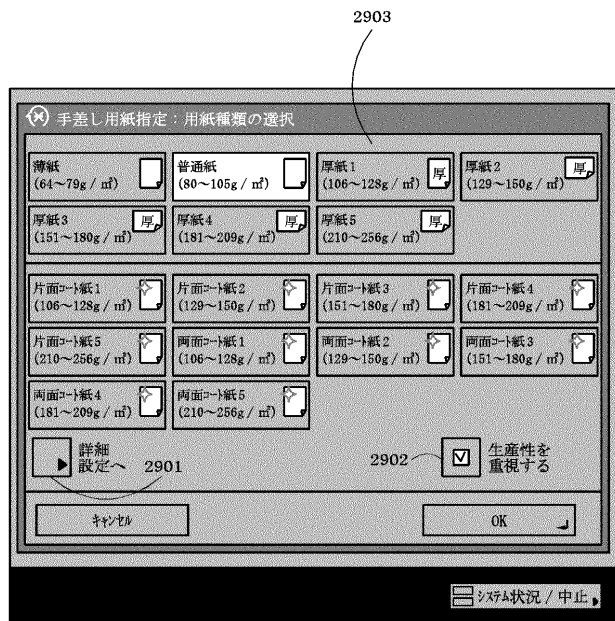 2903
手差し用紙指定：用紙種類の選択
薄紙
(64～79g / ㎡)
普通紙
(80～105g / ㎡)
厚紙1
(106～128g / ㎡)
厚
厚紙2
(129～150g / ㎡)
厚
厚紙3
(151～180g / ㎡)
厚
厚紙4
(181～209g / ㎡)
厚
厚紙5
(210～256g / ㎡)
厚
片面コート紙1
(106～128g / ㎡)
片面コート紙2
(129～150g / ㎡)
片面コート紙3
(151～180g / ㎡)
片面コート紙4
(181～209g / ㎡)
片面コート紙5
(210～256g / ㎡)
両面コート紙1
(106～128g / ㎡)
両面コート紙2
(129～150g / ㎡)
両面コート紙3
(151～180g / ㎡)
両面コート紙4
(181～209g / ㎡)
両面コート紙5
(210～256g / ㎡)
詳細
設定へ
2901
2902
生産性を
重視する
キャンセル
OK
システム状況 / 中止